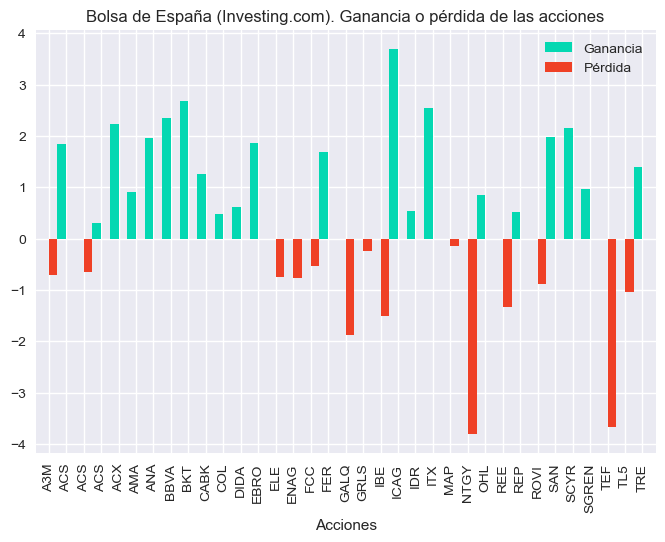 Bolsa de España (Investing.com). Ganancia o pérdida de las acciones
Ganancia
Pérdida
4
3
2
1
0
−1
−2
−3
−4
A3M
ACS
ACS
ACS
ACX
AMA
ANA
BBVA
BKT
CABK
COL
DIDA
EBRO
ELE
ENAG
FCC
FER
GALQ
GRLS
IBE
ICAG
IDR
ITX
MAP
NTGY
OHL
REE
REP
ROVI
SAN
SCYR
SGREN
TEF
TL5
TRE
Acciones